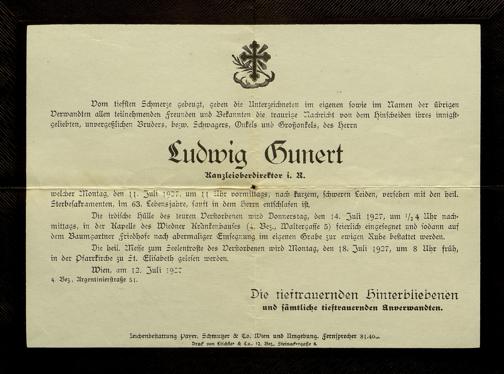 Vom tiefsten Schmerze gebeugt, geben die Unterzeichneten im eigenen sowie im Namen der übrigen
Verwandten allen teilnehmenden Freunden und Bekannten die traurige Nachricht von dem Hinscheiden ihres innigst-
geliebten, unvergeßlichen Bruders, bezw. Schwagers, Onkels und Großonkels, des Herrn
Ludwig Gunert
Kanzleioberdirektor i. R.
welcher Montag, den 11. Juli 1927, um 11 Uhr vormittags, nach kurzem, schweren Leiden, versehen mit den heil.
Sterbesakramenten, im 63. Lebensjahre, sanft in dem Herrn entschlafen ist.
Die irdische Hülle des teuren Verstorbenen wird Donnerstag, den 14. Juli 1927, um 1/24 Uhr nach-
mittags, in der Kapelle des Wiedner Krankenhauses (4. Bez., Waltergasse 5) feierlich eingesegnet und sodann auf
dem Baumgartner Friedhofe nach abermaliger Einsegnung im eigenen Grabe zur ewigen Ruhe bestattet werden.
Die heil. Messe zum Seelentroste des Verstorbenen wird Montag, den 18. Juli 1927, um 8 Uhr früh,
in der Pfarrkirche zu St. Elisabeth gelesen werden.
Wien, am 12. Juli 1927
4. Bez. Argentinierstraße 51.
Die tieftrauernden Hinterbliebenen
und sämtliche tieftrauernden Anverwandten.
Leichenbestattung Payer, Schmutzer & Co. Wien und Umgebung. Fernsprecher
Druck von & Co., 12. Bez.